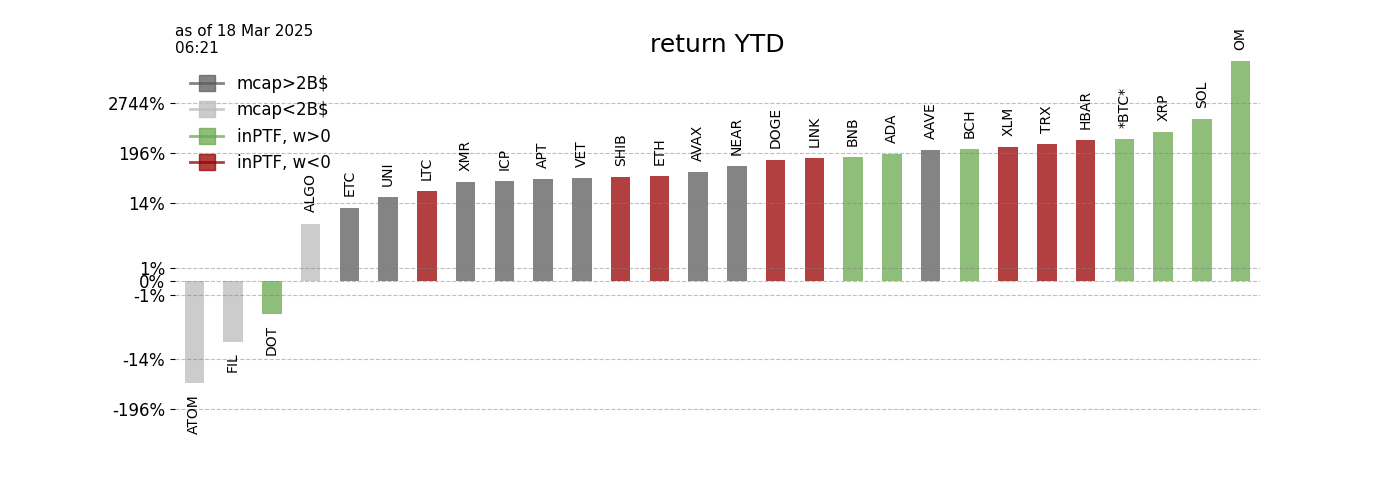 as of 18 Mar 2025
06:21
return YTD
mcap>2B$
mcap<2B$
inPTF, w>0
inPTF, w<0
2744%
196%
14%
1%
0%
-1%
-14%
-196%
ATOM
FIL
DOT
ALGO
ETC
UNI
LTC
XMR
ICP
APT
VET
SHIB
ETH
AVAX
NEAR
DOGE
LINK
BNB
ADA
AAVE
BCH
XLM
TRX
HBAR
*BTC*
XRP
SOL
OM